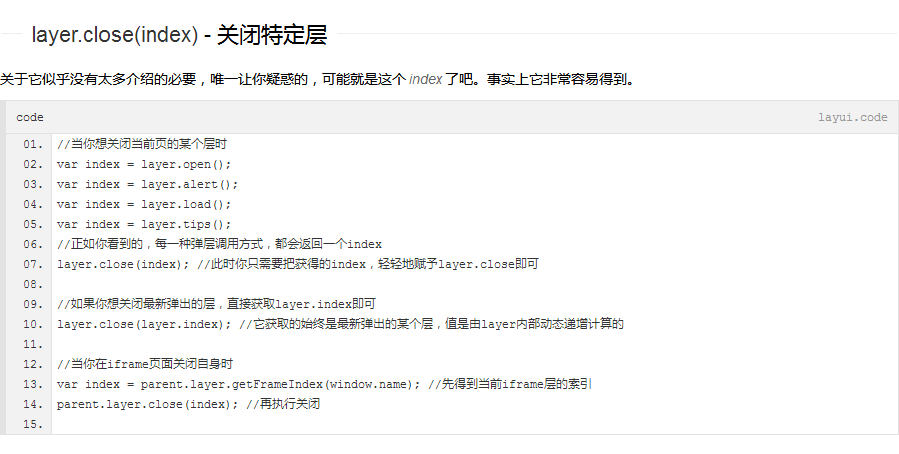 layer.close(index) - 关闭特定层
关于它似乎没有太多介绍的必要，唯一让你疑惑的，可能就是这个 index 了吧。事实上它非常容易得到。
code layui.code
01. //当你想关闭当前页的某个层时
02. var index = layer.open();
03. var index = layer.alert();
04. var index = layer.load();
05. var index = layer.tips();
06. //正如你看到的，每一种弹层调用方式，都会返回一个index
07. layer.close(index); //此时你只需要把获得的index，轻轻地赋予layer.close即可
08.
09. //如果你想关闭最新弹出的层，直接获取layer.index即可
10. layer.close(layer.index); //它获取的始终是最新弹出的某个层，值是由layer内部动态递增计算的
11.
12. //当你在iframe页面关闭自身时
13. var index = parent.layer.getFrameIndex(window.name); //先得到当前iframe层的索引
14. parent.layer.close(index); //再执行关闭
15.